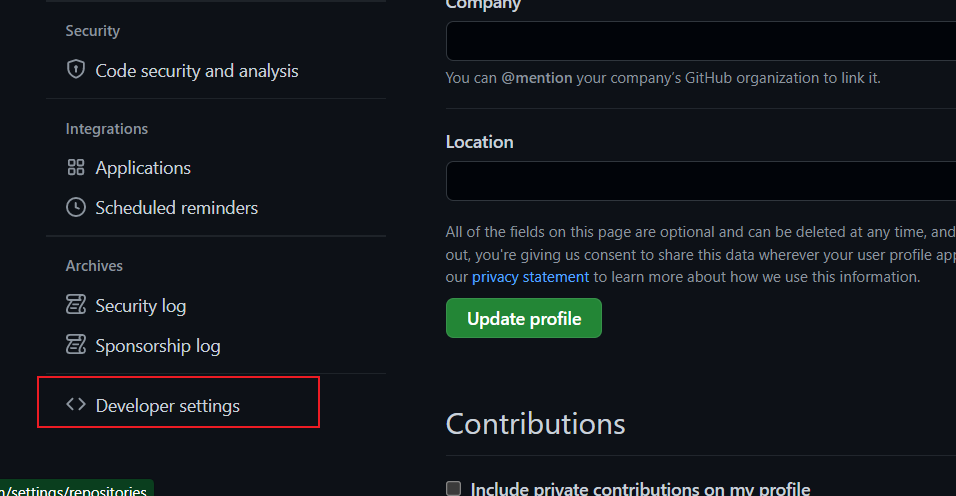 Security
Code security and analysis
Integrations
Applications
Scheduled reminders
Archives
Security log
Sponsorship log
Developer settings
/settings/repositories
Company
You can @mention your company's GitHub organization to link it.
Location
All of the fields on this page are optional and can be deleted at any time, and
out, you're giving us consent to share this data wherever your user profile
our privacy statement to learn more about how we use this information.
Update profile
Contributions
Include private contributions on my profile